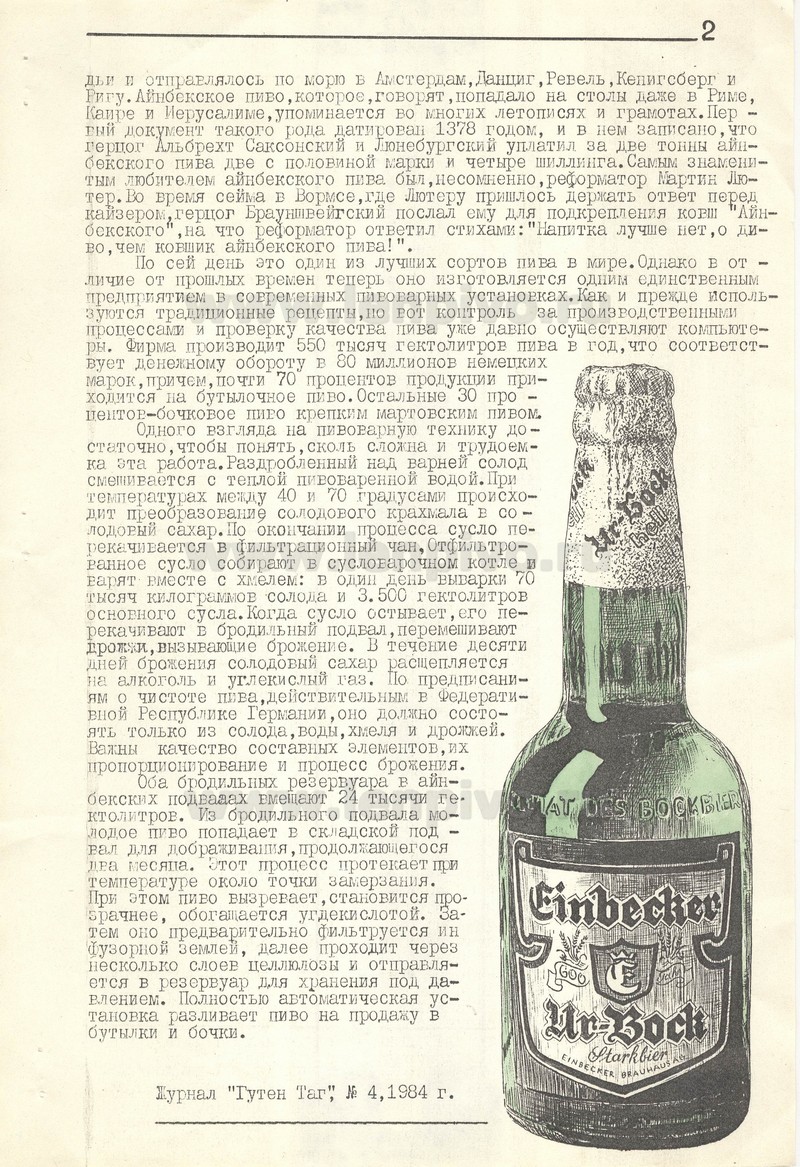 2
дьи и отправлялось по морю в Амстердам,Данциг,Ревель,Кенигсберг и
Ригу.Айнбекское пиво,которое,говорят,попадало на столы даже в Риме,
Каире и Иерусалиме,упоминается во многих летописях и грамотах.Пер –
вый документ такого рода датирован 1378 годом, и в нем записано,что
герцог Альбрехт Саксонский и Люнебургский уплатил за две тонны айн-
бекского пива две с половиной марки и четыре шиллинга.Самым знамени-
тым любителем айнбекского пива был,несомненно,реформатор Мартин Лю-
тер.Во время сейма в Вормсе,где Лютеру пришлось держать ответ перед
кайзером,герцог Брауншвейгский послал ему для подкрепления ковш "Айн-
бекского",на что реформатор ответил стихами:"Напитка лучше нет,о ди-
во,чем ковшик айнбекского пива!".
По сей день это один из лучших сортов пива в мире.Однако в от –
личие от прошлых времен теперь оно изготовляется одним единственным
предприятием в современных пивоварных установках.Как и прежде исполь-
зуются традиционные рецепты,но вот контроль за производственными
процессами и проверку качества пива уже давно осуществляют компьюте-
ры. Фирма производит 550 тысяч гектолитров пива в год,что соответст-
вует денежному обороту в 80 миллионов немецких
марок,причем,почти 70 процентов продукции при-
ходится на бутылочное пиво.Остальные 30 про –
центов-бочковое пиво крепким мартовским пивом.
Одного взгляда на пивоварную технику до-
статочно,чтобы понять,сколь сложна и трудоем-
ка эта работа.Раздробленный над варней солод
смешивается с теплой пивоваренной водой.При
температурах между 40 и 70 градусами происхо-
дит преобразование солодового крахмала в со –
лодовый сахар.По окончании процесса сусло пе-
рекачивается в фильтрационный чан,Отфильтро-
ванное сусло собирают в сусловарочном котле и
варят вместе с хмелем: в один день выварки 70
тысяч килограммов солода и 3.500 гектолитров
основного сусла.Когда сусло остывает,его пе-
рекачивают в бродильный подвал,перемешивают
дрожжи,вызывающие брожение. В течение десяти
дней брожения солодовый сахар расщепляется
на алкоголь и углекислый газ. По предписани-
ям о чистоте пива,действительным в Федерати-
вной Республике Германии,оно должно состо-
ять только из солода,воды,хмеля и дрожжей.
Важны качество составных элементов,их
пропорционирование и процесс брожения.
Оба бродильных резервуара в айн-
бекских подваах вмещают 24 тысячи ге-
ктолитров. Из бродильного подвала мо-
лодое пиво попадает в складской под –
вал для дображивания,продолжающегося
два месяца. Этот процесс протекает при
температуре около точки замерзания.
При этом пиво вызревает,становится про-
зрачнее, обогащается угдекислотой. За-
тем оно предварительно фильтруется ин
фузорной землей, далее проходит через
несколько слоев целлюлозы и отправля-
ется в резервуар для хранения под да-
влением. Полностью автоматическая ус-
тановка разливает пиво на продажу в
бутылки и бочки.
Журнал "Гутен Таг", № 4,1984 г.
Ur-Bock
hell
DES BOCKBIER
Einbecker
Ur-Bock
Starkbier
EINBECKER BRAUHAUS AG